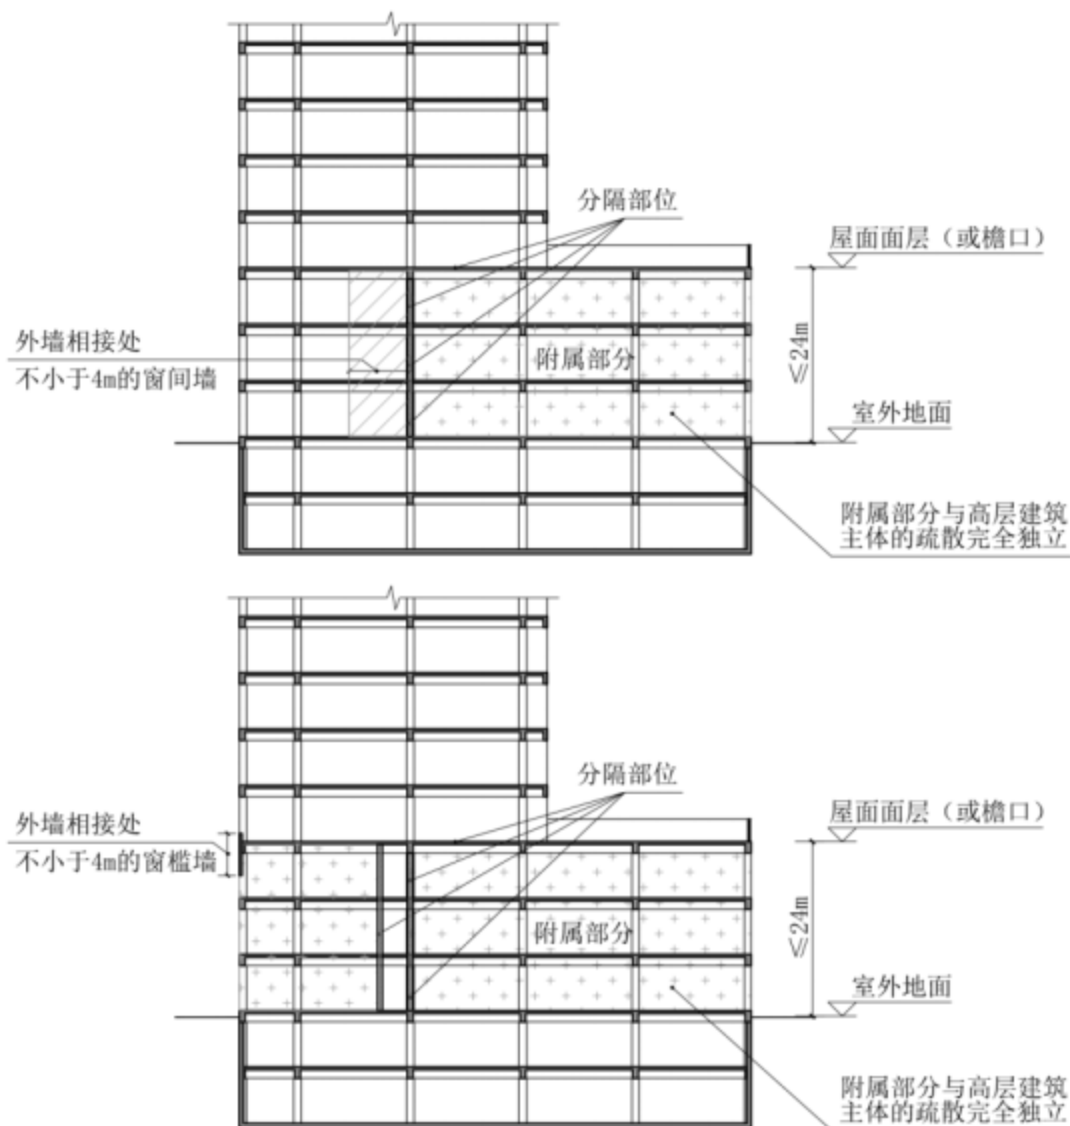 分隔部位
屋面面层（或檐口）
外墙相接处
不小于4m的窗间墙
附属部分
≤24m
室外地面
附属部分与高层建筑
主体的疏散完全独立
分隔部位
屋面面层（或檐口）
外墙相接处
不小于4m的窗槛墙
附属部分
≤24m
室外地面
附属部分与高层建筑
主体的疏散完全独立